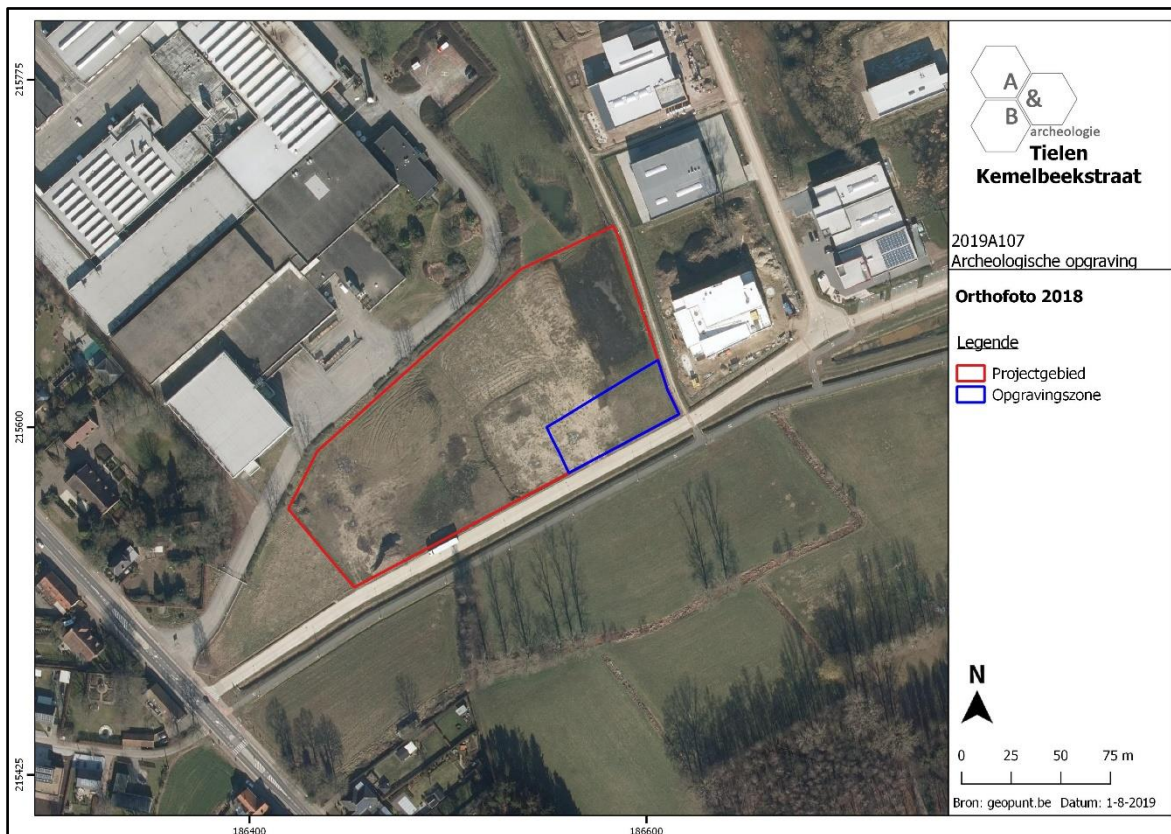 A
&
B
archeologie
Tielen
Kemelbeekstraat
2019A107
Archeologische opgraving
Orthofoto 2018
Legende
Projectgebied
Opgravingszone
N
0 25 50 75 m
Bron: geopunt.be Datum: 1-8-2019
215775
215600
215425
186400 186600